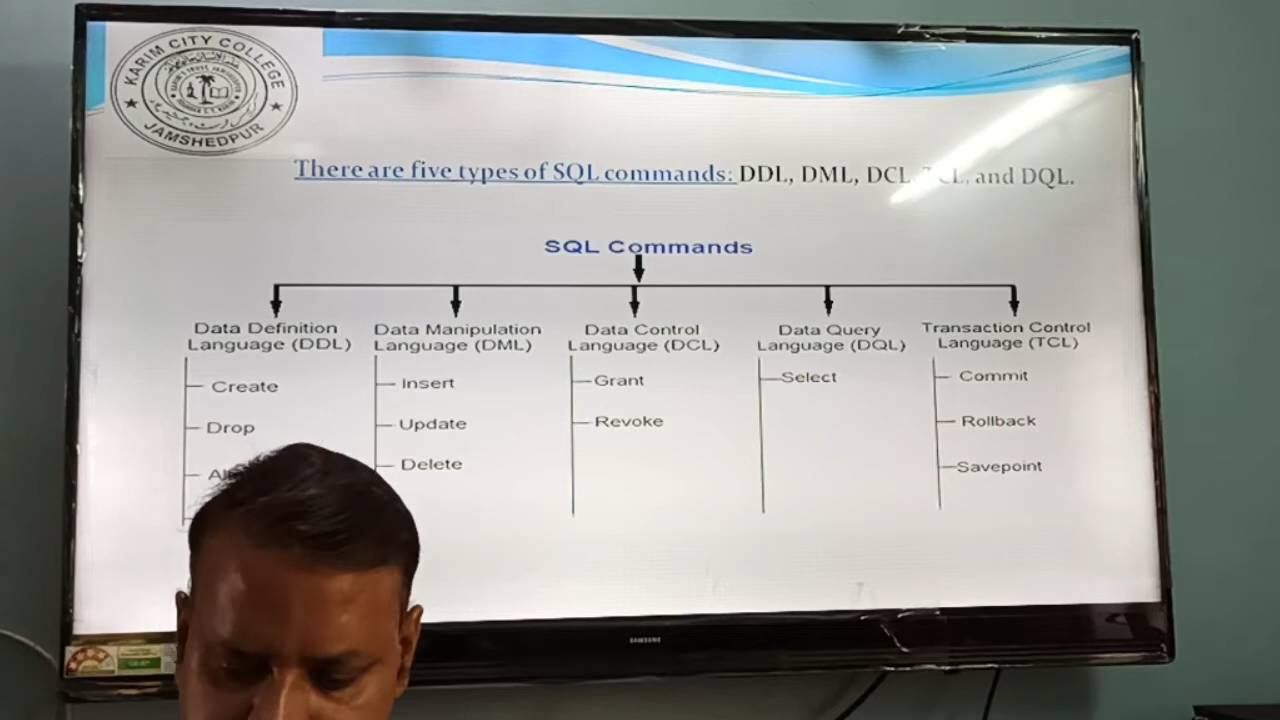 KARIM CITY COLLEGE
JAMSHEDPUR
There are five types of SQL commands: DDL, DML, DCL, TCL, and DQL.
SQL Commands
Data Definition Language (DDL)
Create
Drop
Data Manipulation Language (DML)
Insert
Update
Delete
Data Control Language (DCL)
Grant
Revoke
Data Query Language (DQL)
Select
Transaction Control Language (TCL)
Commit
Rollback
Savepoint
SAMSUNG